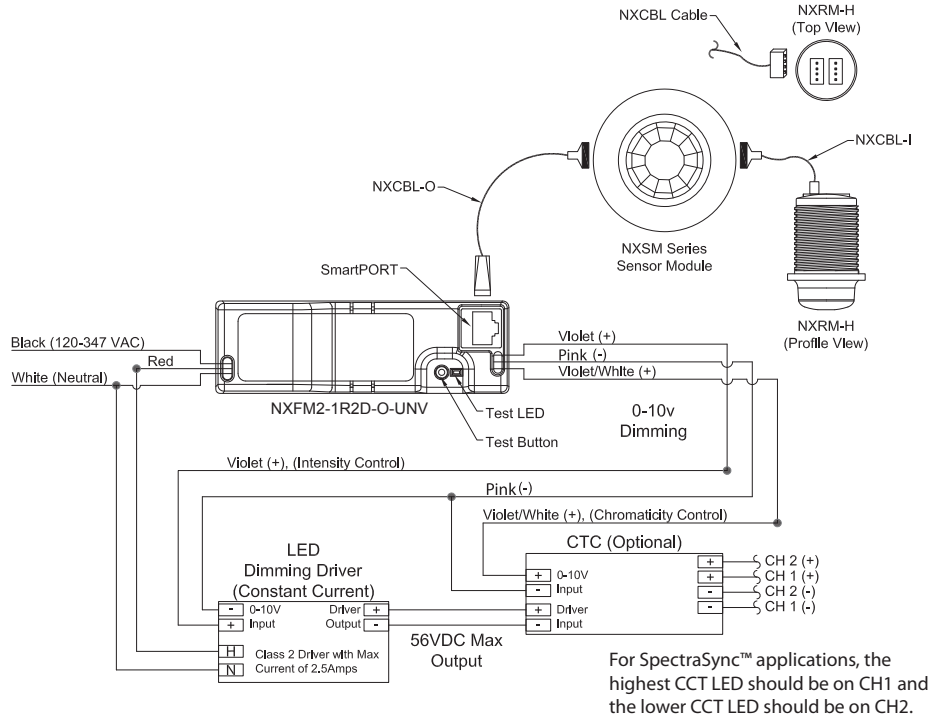 NXCBL Cable
NXRM-H
(Top View)
NXCBL-I
NXCBL-O
NXSM Series
Sensor Module
SmartPORT
NXRM-H
(Profile View)
Black (120-347 VAC)
Red
White (Neutral)
Violet (+)
Pink (-)
Violet/White (+)
NXFM2-1R2D-O-UNV
Test LED
Test Button
0-10v
Dimming
Violet (+), (Intensity Control)
Pink (-)
Violet/White (+), (Chromaticity Control)
LED
Dimming Driver
(Constant Current)
- 0-10V
+ Input
Driver +
Output -
H
N
Class 2 Driver with Max
Current of 2.5Amps
56VDC Max
Output
CTC (Optional)
+ 0-10V
- Input
+ Driver
- Input
+ CH 2 (+)
+ CH 1 (+)
- CH 2 (-)
- CH 1 (-)
For SpectraSync™ applications, the
highest CCT LED should be on CH1 and
the lower CCT LED should be on CH2.